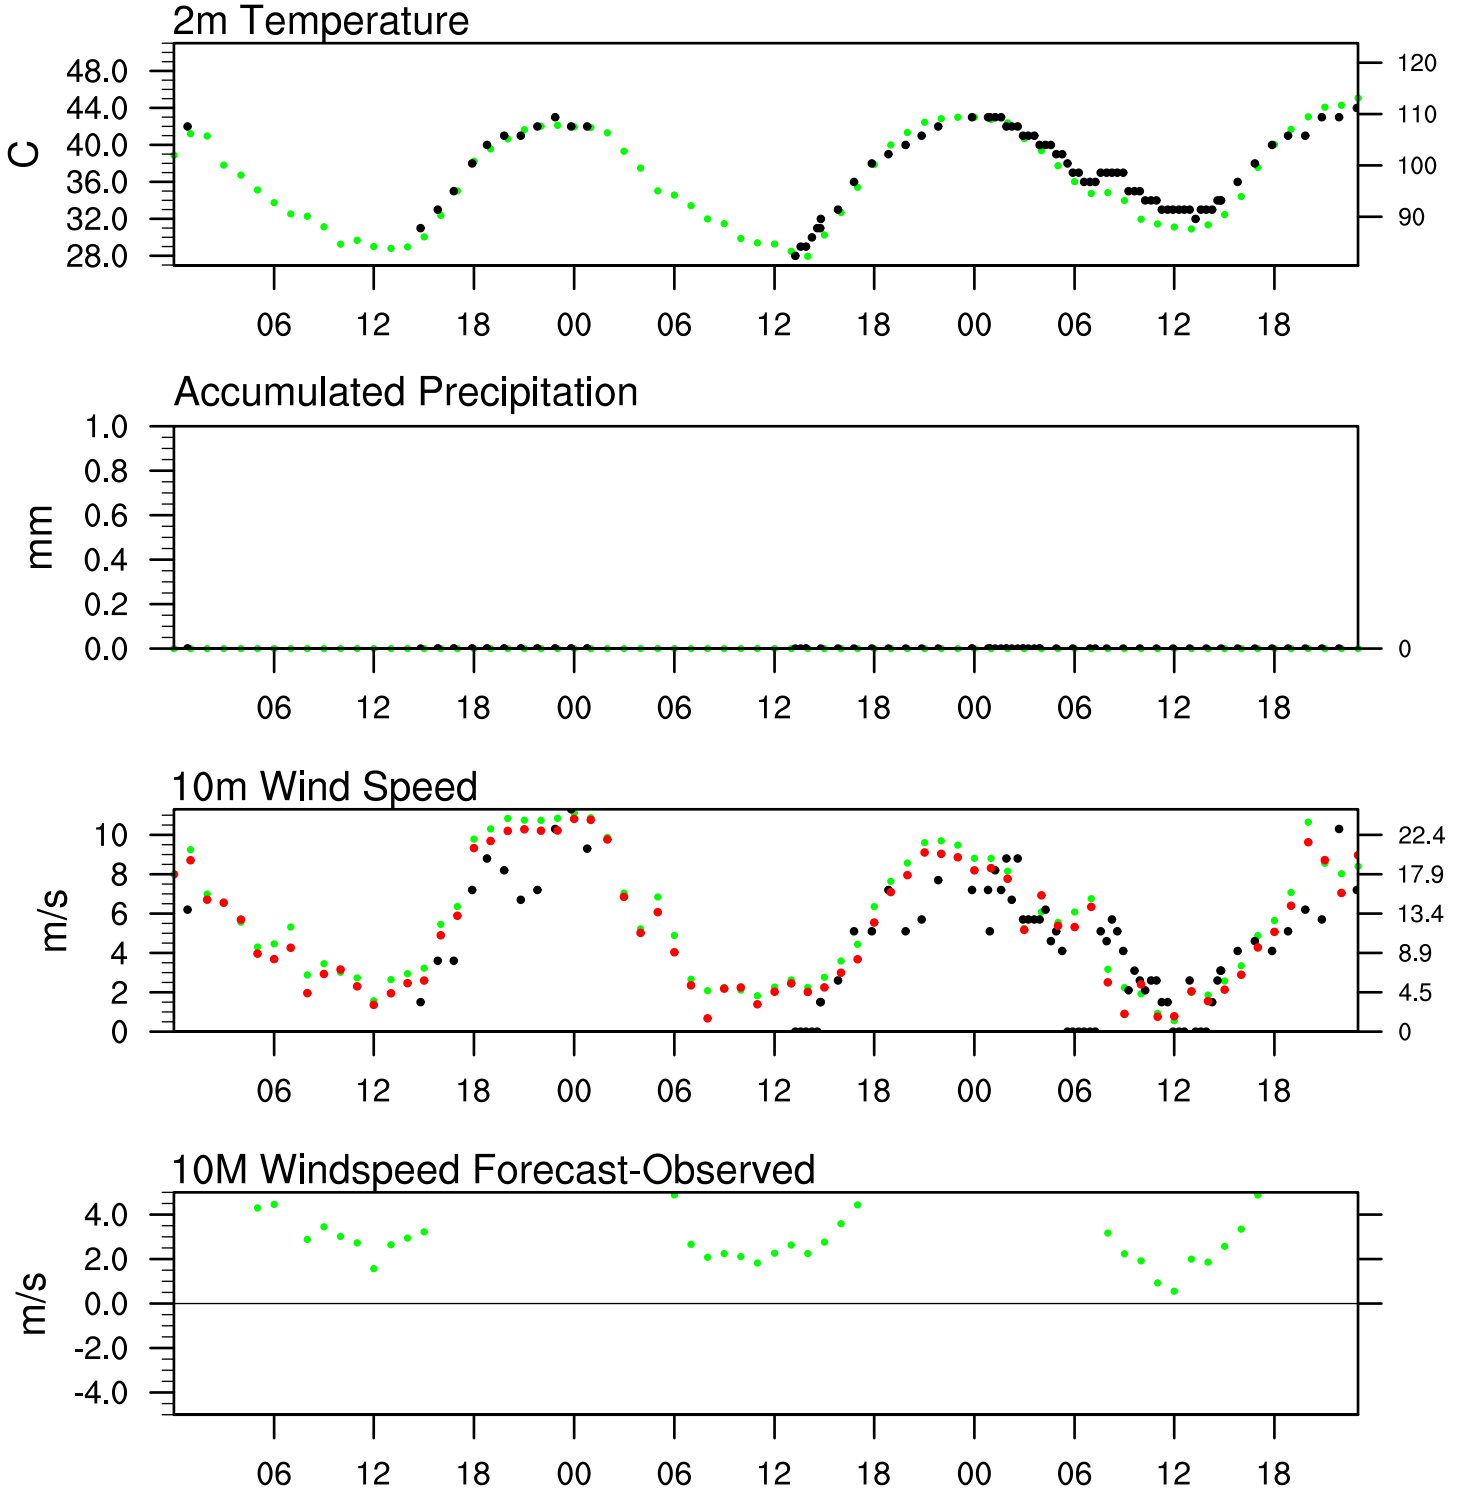 2m Temperature
48.0
44.0
40.0
36.0
32.0
28.0
C
120
110
100
90
06 12 18 00 06 12 18 00 06 12 18
Accumulated Precipitation
1.0
0.8
0.6
0.4
0.2
0.0
mm
0
06 12 18 00 06 12 18 00 06 12 18
10m Wind Speed
10
8
6
4
2
0
m/s
22.4
17.9
13.4
8.9
4.5
0
06 12 18 00 06 12 18 00 06 12 18
10M Windspeed Forecast-Observed
4.0
2.0
0.0
-2.0
-4.0
m/s
06 12 18 00 06 12 18 00 06 12 18